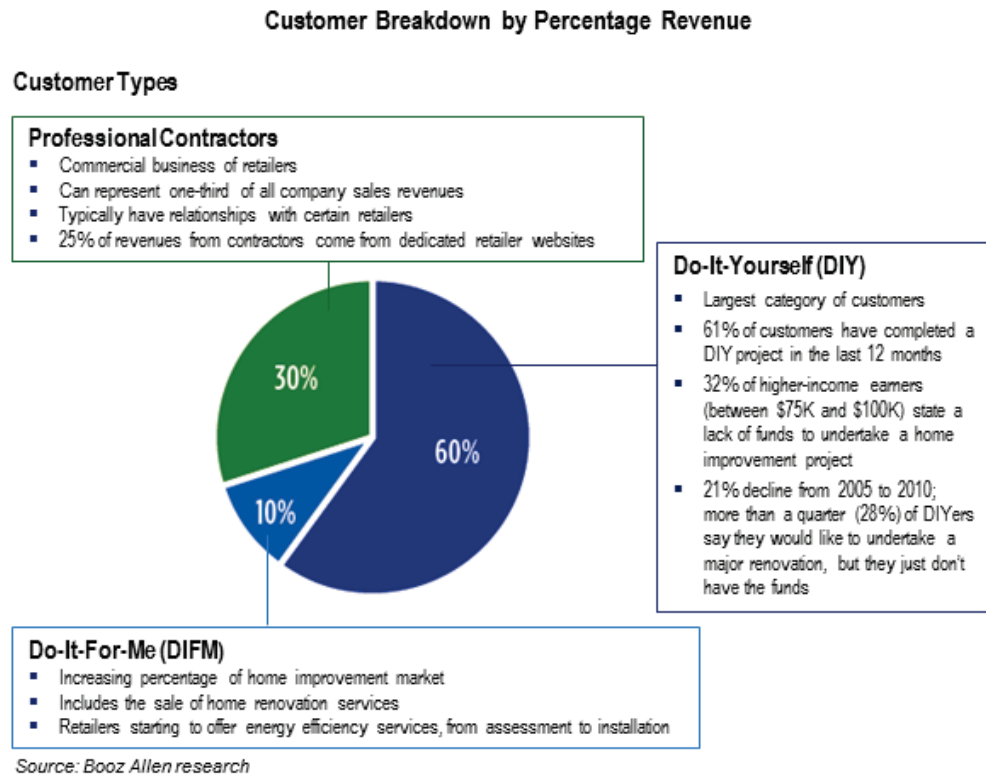 Customer Breakdown by Percentage Revenue
Customer Types
Professional Contractors
▪ Commercial business of retailers
▪ Can represent one-third of all company sales revenues
▪ Typically have relationships with certain retailers
▪ 25% of revenues from contractors come from dedicated retailer websites
30%
60%
10%
Do-It-Yourself (DIY)
▪ Largest category of customers
▪ 61% of customers have completed a
DIY project in the last 12 months
▪ 32% of higher-income earners
(between $75K and $100K) state a
lack of funds to undertake a home
improvement project
▪ 21% decline from 2005 to 2010;
more than a quarter (28%) of DIYers
say they would like to undertake a
major renovation, but they just don't
have the funds
Do-It-For-Me (DIFM)
▪ Increasing percentage of home improvement market
▪ Includes the sale of home renovation services
▪ Retailers starting to offer energy efficiency services, from assessment to installation
Source: Booz Allen research